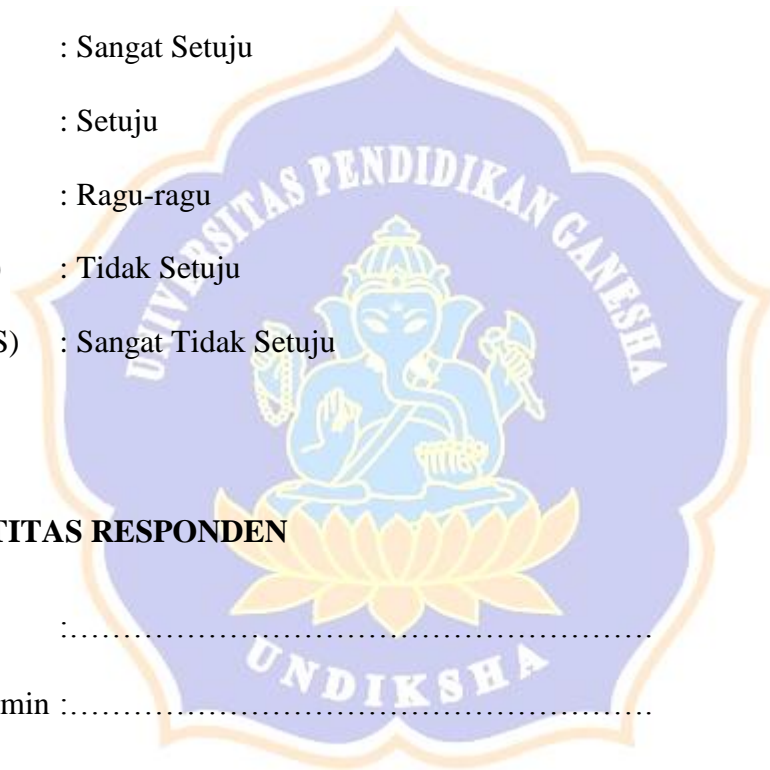 : Sangat Setuju
: Setuju
: Ragu-ragu
) : Tidak Setuju
S) : Sangat Tidak Setuju
UNIVERSITAS PENDIDIKAN GANESHA
TITAS RESPONDEN
:……………………………………………………
UNDIKSHA
min :……………………………………………………